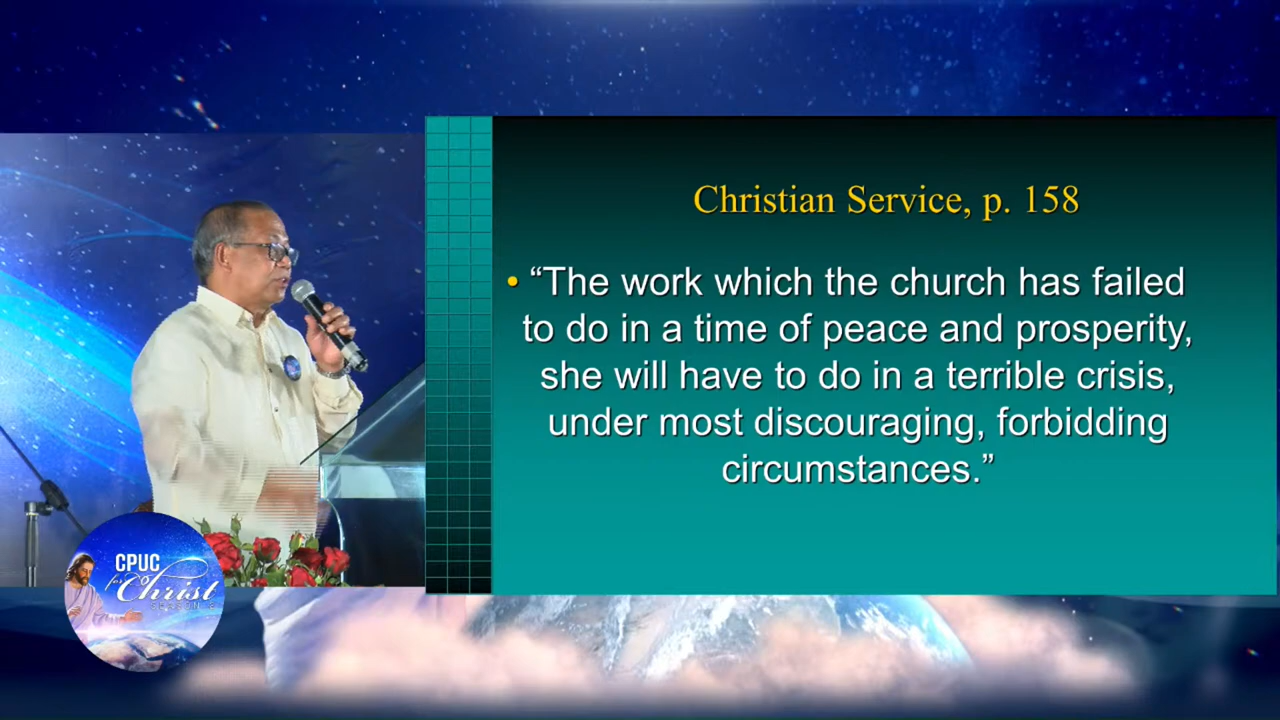 Christian Service, p. 158
• “The work which the church has failed
to do in a time of peace and prosperity,
she will have to do in a terrible crisis,
under most discouraging, forbidding
circumstances.”
CPUC
for Christ